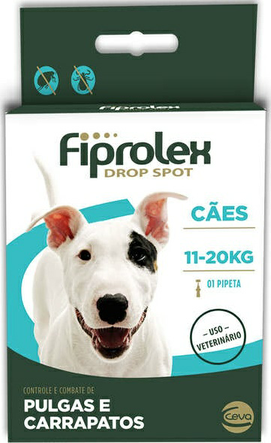 Fiprolex
DROP SPOT
CÃES
11-20KG
01 PIPETA
USO
VETERINÁRIO
CONTROLE E COMBATE DE
PULGAS E
CARRAPATOS
Ceva